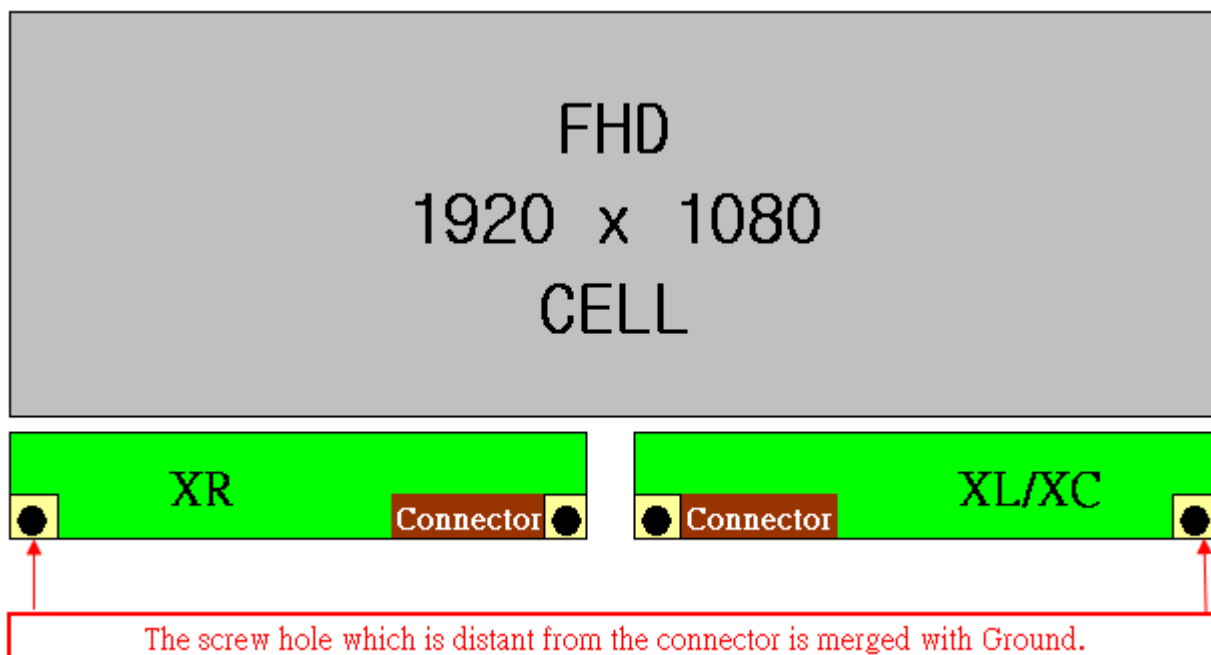 FHD
1920 x 1080
CELL
XR
XL/XC
Connector
Connector
The screw hole which is distant from the connector is merged with Ground.